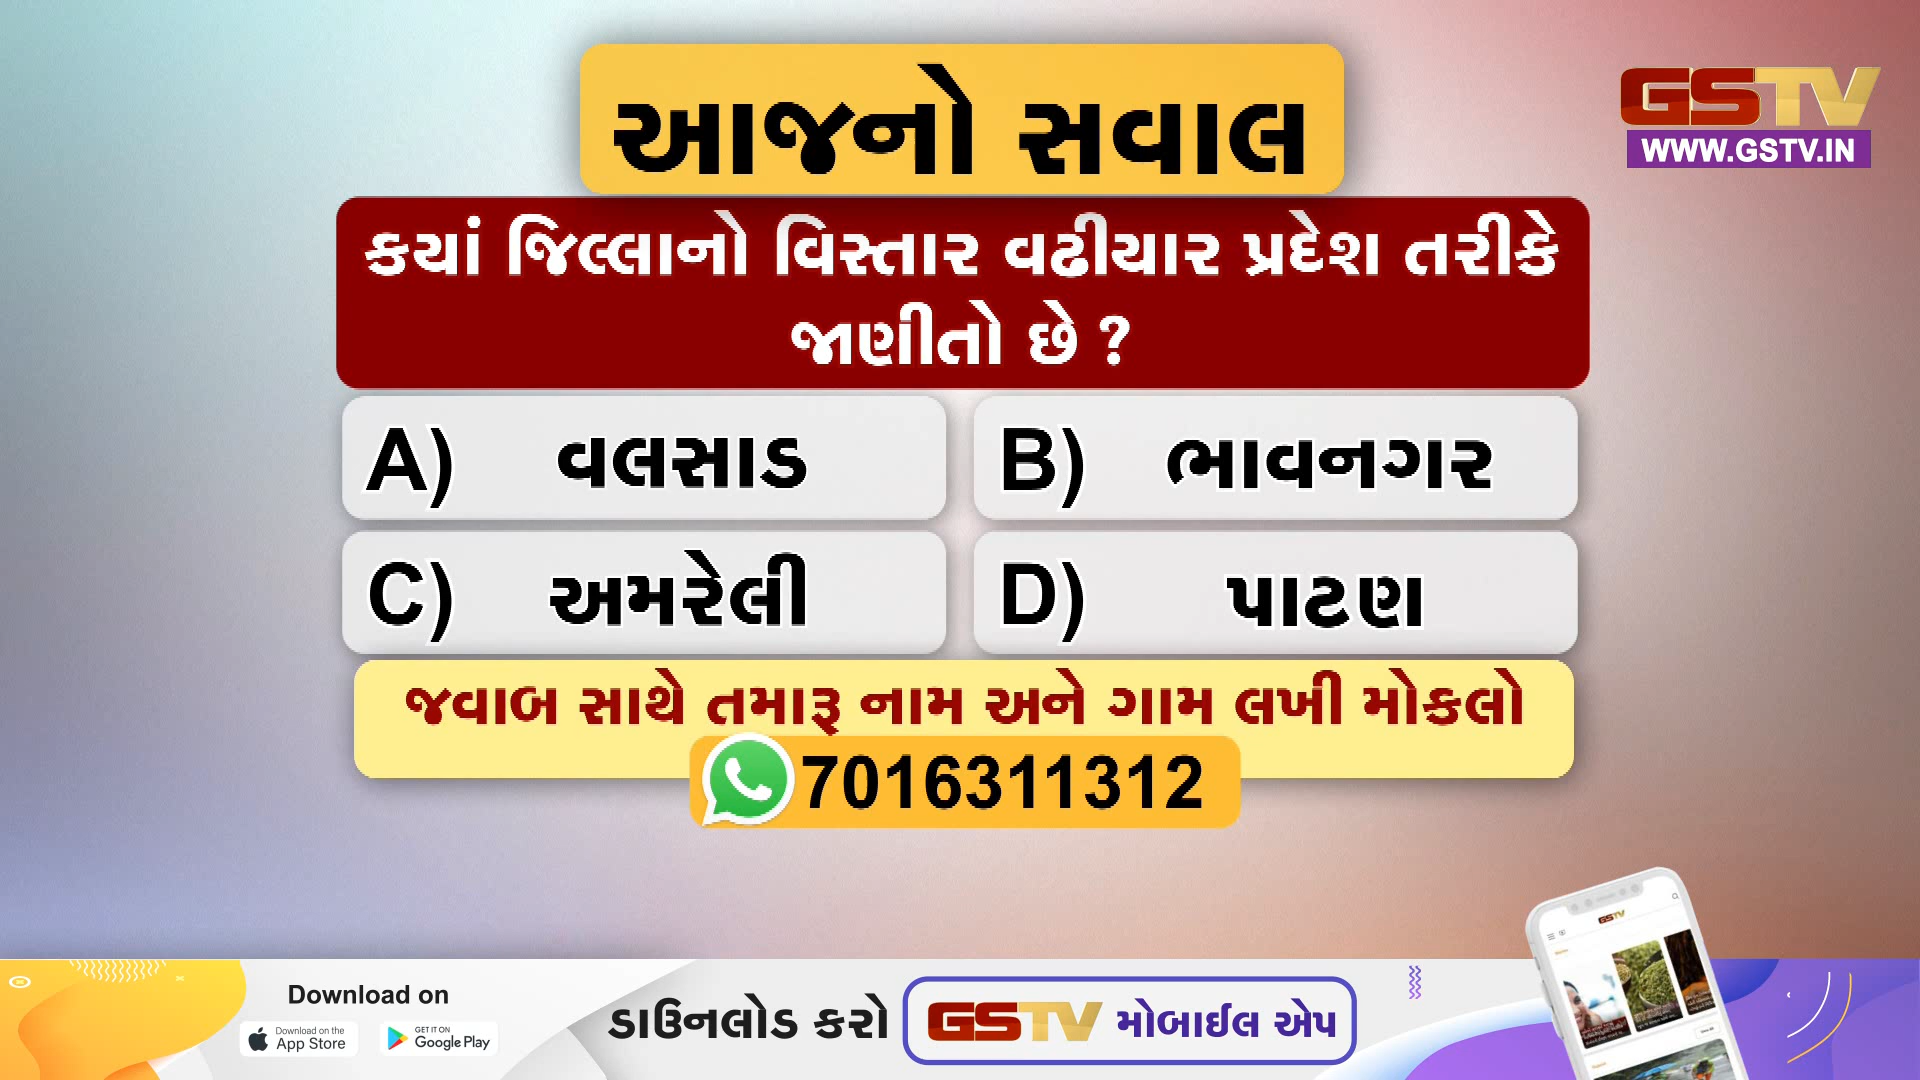 આજનો સવાલ
GSTV
WWW.GSTV.IN
કયાં જિલ્લાનો વિસ્તાર વઢીયાર પ્રદેશ તરીકે
જાણીતો છે ?
A) વલસાડ
B) ભાવનગર
C) અમરેલી
D) પાટણ
જવાબ સાથે તમારૂ નામ અને ગામ લખી મોકલો
7016311312
Download on
Download on the
App Store
GET IT ON
Google Play
ડાઉનલોડ કરો GSTV મોબાઈલ એપ
GSTV